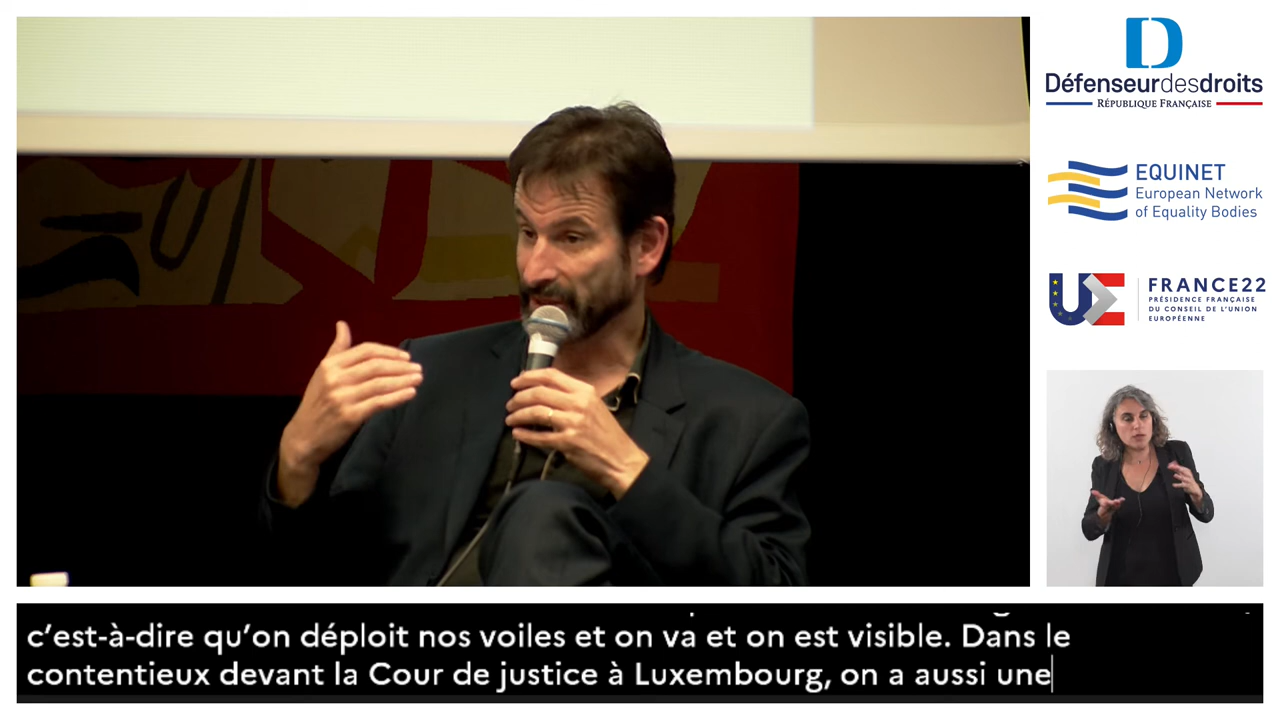 Défenseurdesdroits
RÉPUBLIQUE FRANÇAISE
EQUINET
European Network
of Equality Bodies
UE
FRANCE22
PRÉSIDENCE FRANÇAISE
DU CONSEIL DE L'UNION
EUROPÉENNE
c'est-à-dire qu'on déploit nos voiles et on va et on est visible. Dans le
contentieux devant la Cour de justice à Luxembourg, on a aussi une